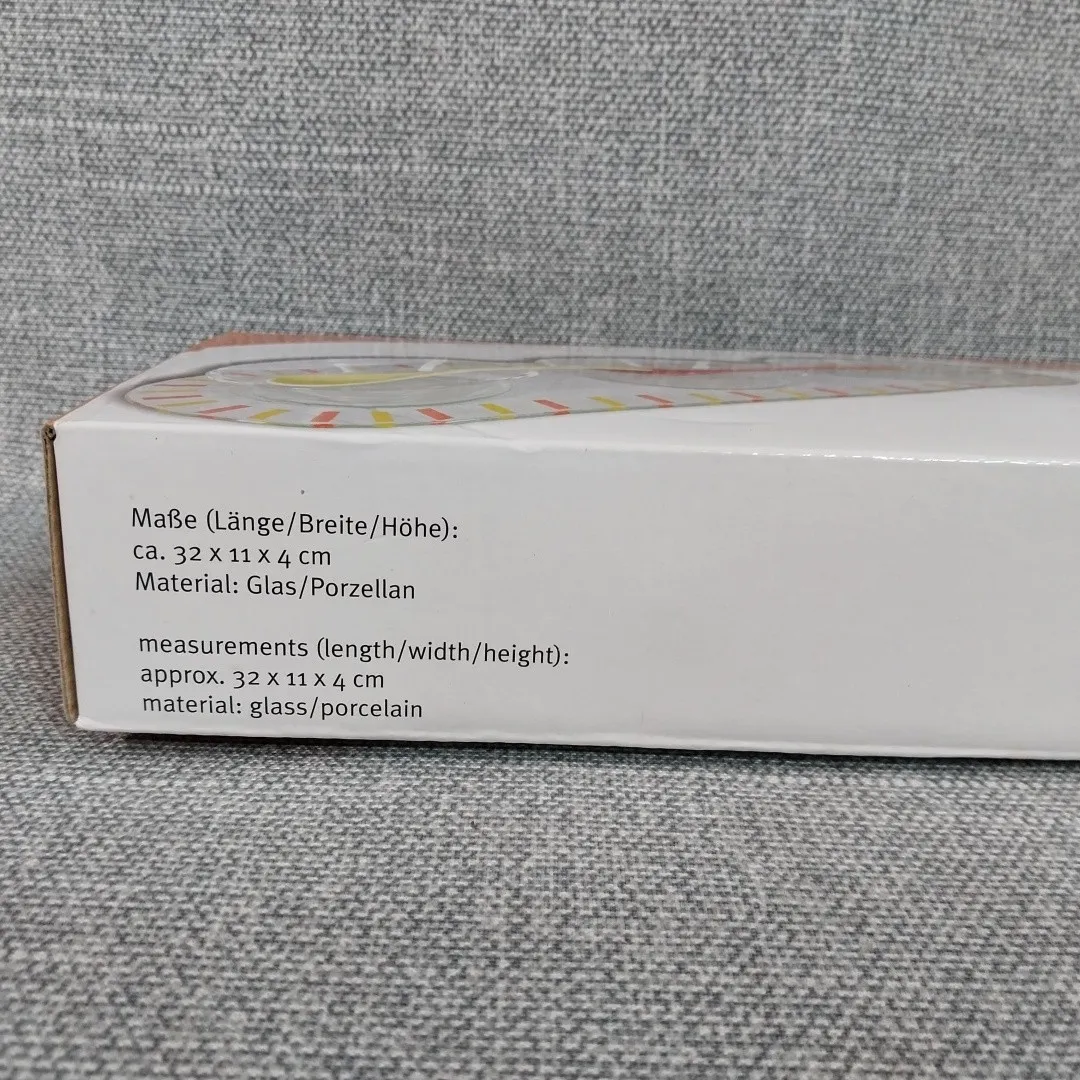 Maße (Länge/Breite/Höhe):
ca. 32 x 11 x 4 cm
Material: Glas/Porzellan
measurements (length/width/height):
approx. 32 x 11 x 4 cm
material: glass/porcelain